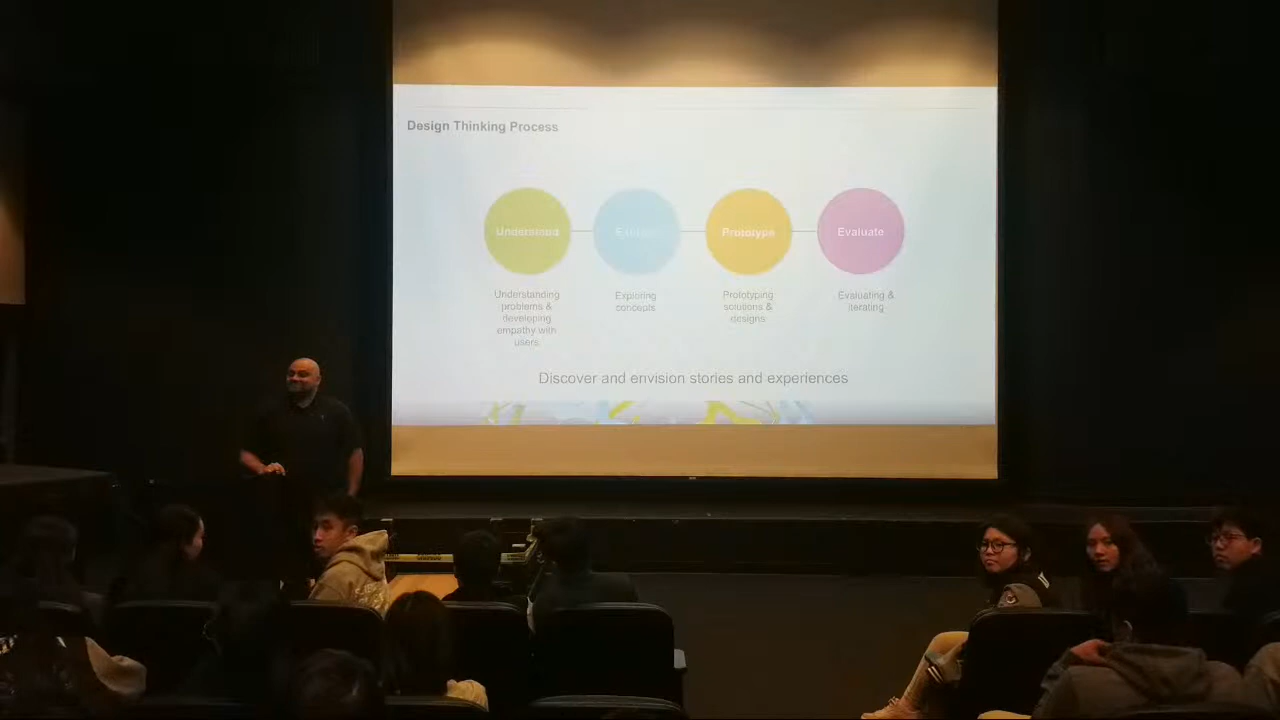 Design Thinking Process
Understand
Explore
Prototype
Evaluate
Understanding
problems &
developing
empathy with
users.
Exploring
concepts
Prototyping
solutions &
designs.
Evaluating &
iterating
Discover and envision stories and experiences